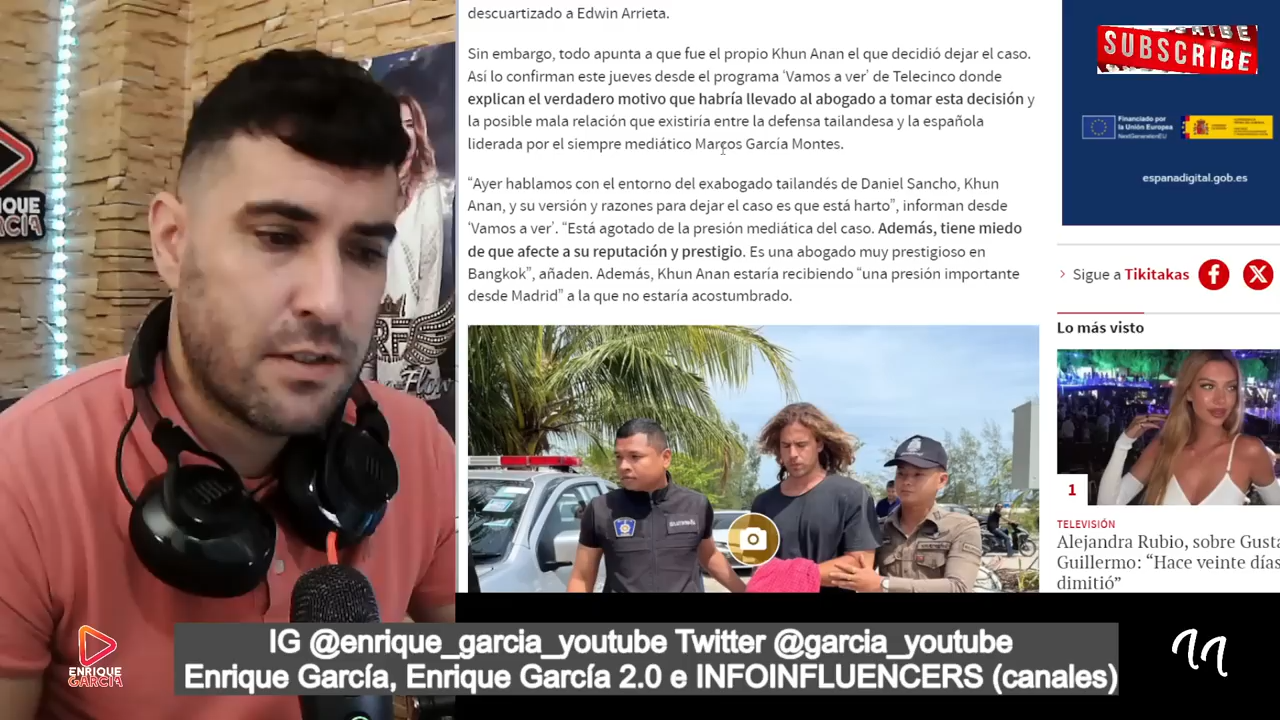 descuartizado a Edwin Arrieta.
Sin embargo, todo apunta a que fue el propio Khun Anan el que decidió dejar el caso.
Así lo confirman este jueves desde el programa ‘Vamos a ver’ de Telecinco donde
explican el verdadero motivo que habría llevado al abogado a tomar esta decisión y
la posible mala relación que existiría entre la defensa tailandesa y la española
liderada por el siempre mediático Marcos García Montes.
“Ayer hablamos con el entorno del exabogado tailandés de Daniel Sancho, Khun
Anan, y su versión y razones para dejar el caso es que está harto”, informan desde
‘Vamos a ver’. “Está agotado de la presión mediática del caso. Además, tiene miedo
de que afecte a su reputación y prestigio. Es una abogado muy prestigioso en
Bangkok”, añaden. Además, Khun Anan estaría recibiendo “una presión importante
desde Madrid” a la que no estaría acostumbrado.
SUBSCRIBE
Financiado por
la Unión Europea
NextGenerationEU
espanadigital.gob.es
Sigue a Tikitakas
Lo más visto
1
TELEVISIÓN
Alejandra Rubio, sobre Gusta
Guillermo: “Hace veinte días
dimitió”
RIQUE
RCÍA
RF
Flow
JBL
IG @enrique_garcia_youtube Twitter @garcia_youtube
Enrique García, Enrique García 2.0 e INFOINFLUENCERS (canales)
ENRIQUE
GARCÍA